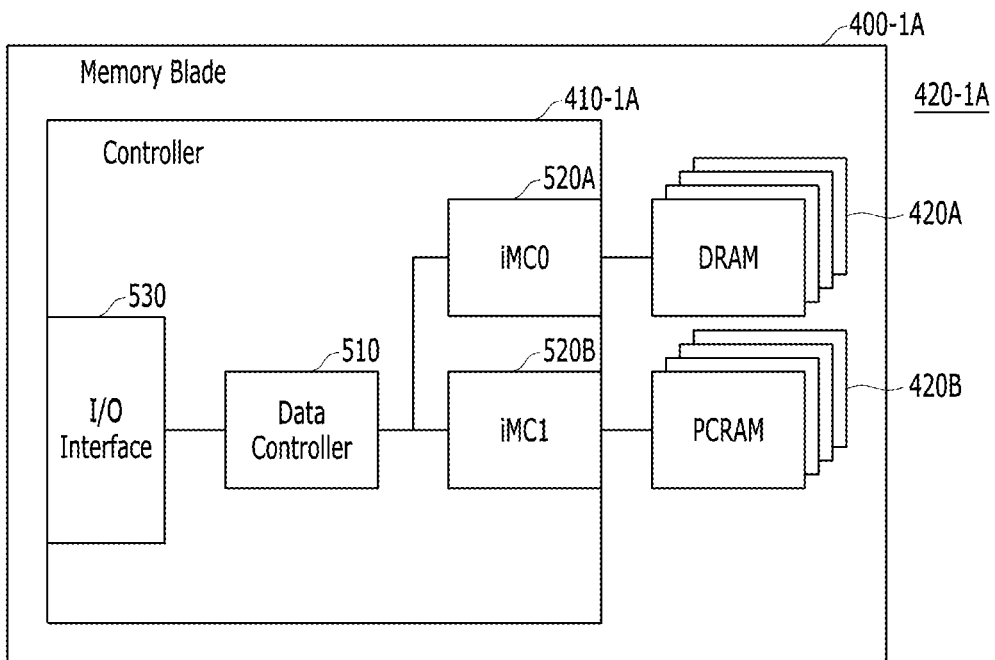 400-1A
Memory Blade
420-1A
410-1A
Controller
520A
iMC0
DRAM
420A
530
I/O
Interface
510
Data
Controller
520B
iMC1
PCRAM
420B